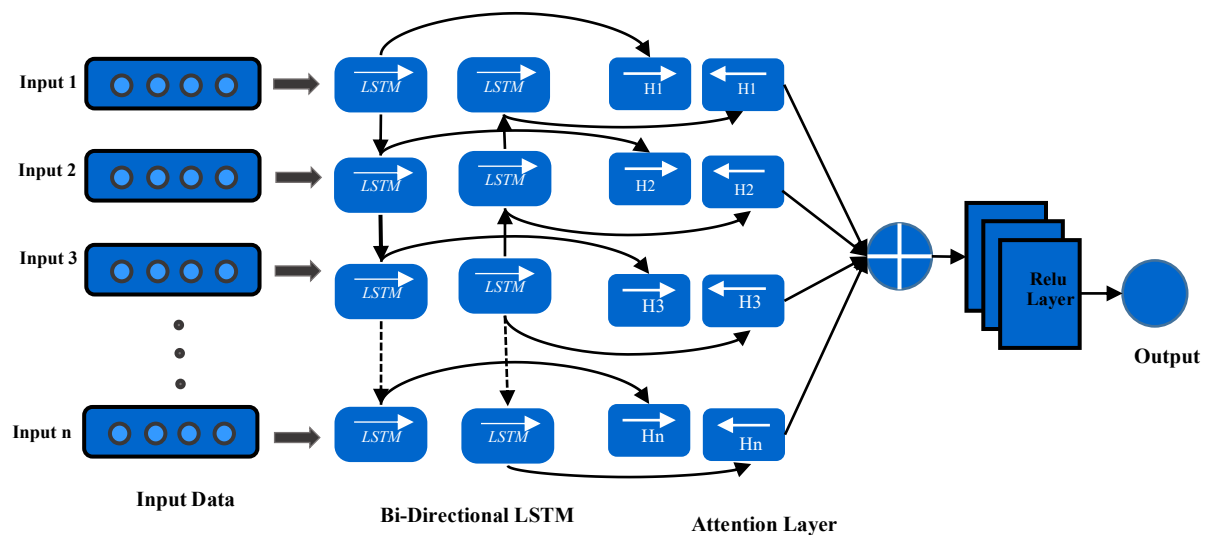 Input 1
LSTM
LSTM
H1
H1
Input 2
LSTM
LSTM
H2
H2
Input 3
LSTM
LSTM
H3
H3
Relu
Layer
Output
Input n
LSTM
LSTM
Hn
Hn
Input Data
Bi-Directional LSTM
Attention Layer